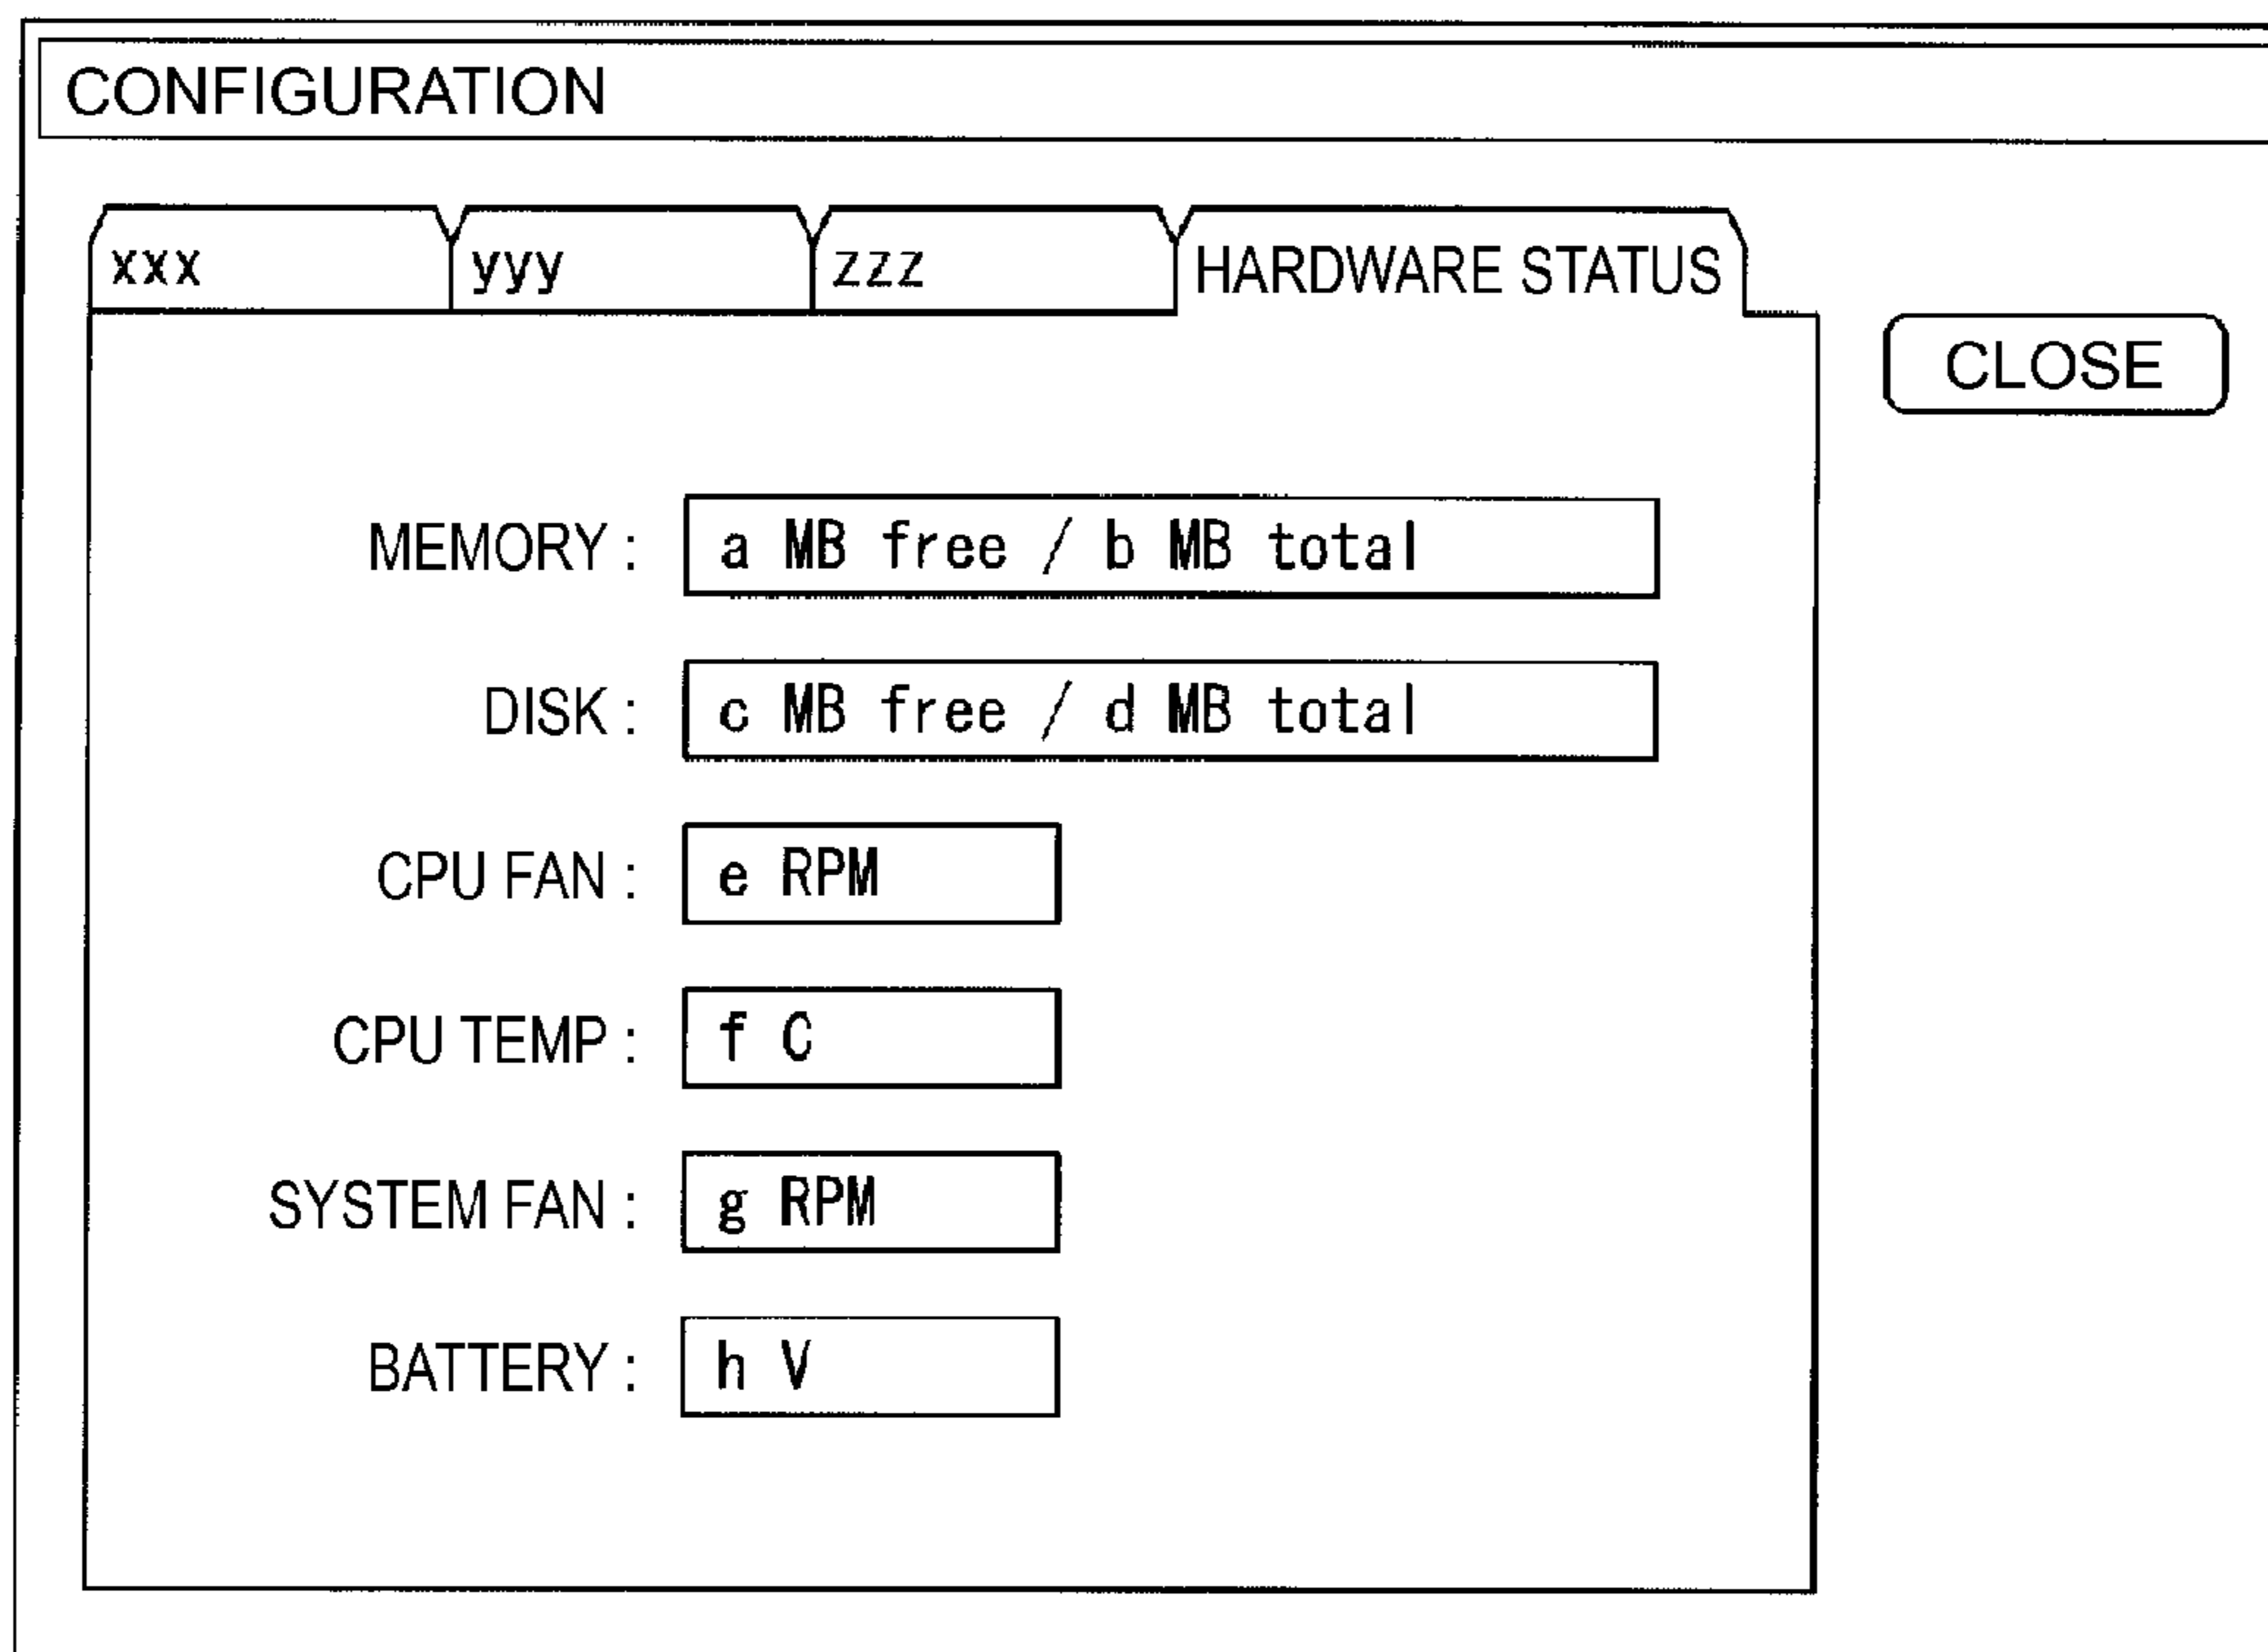 CONFIGURATION
xxx yyy zzz HARDWARE STATUS
CLOSE
MEMORY : a MB free / b MB total
DISK : c MB free / d MB total
CPU FAN : e RPM
CPU TEMP : f C
SYSTEM FAN : g RPM
BATTERY : h V